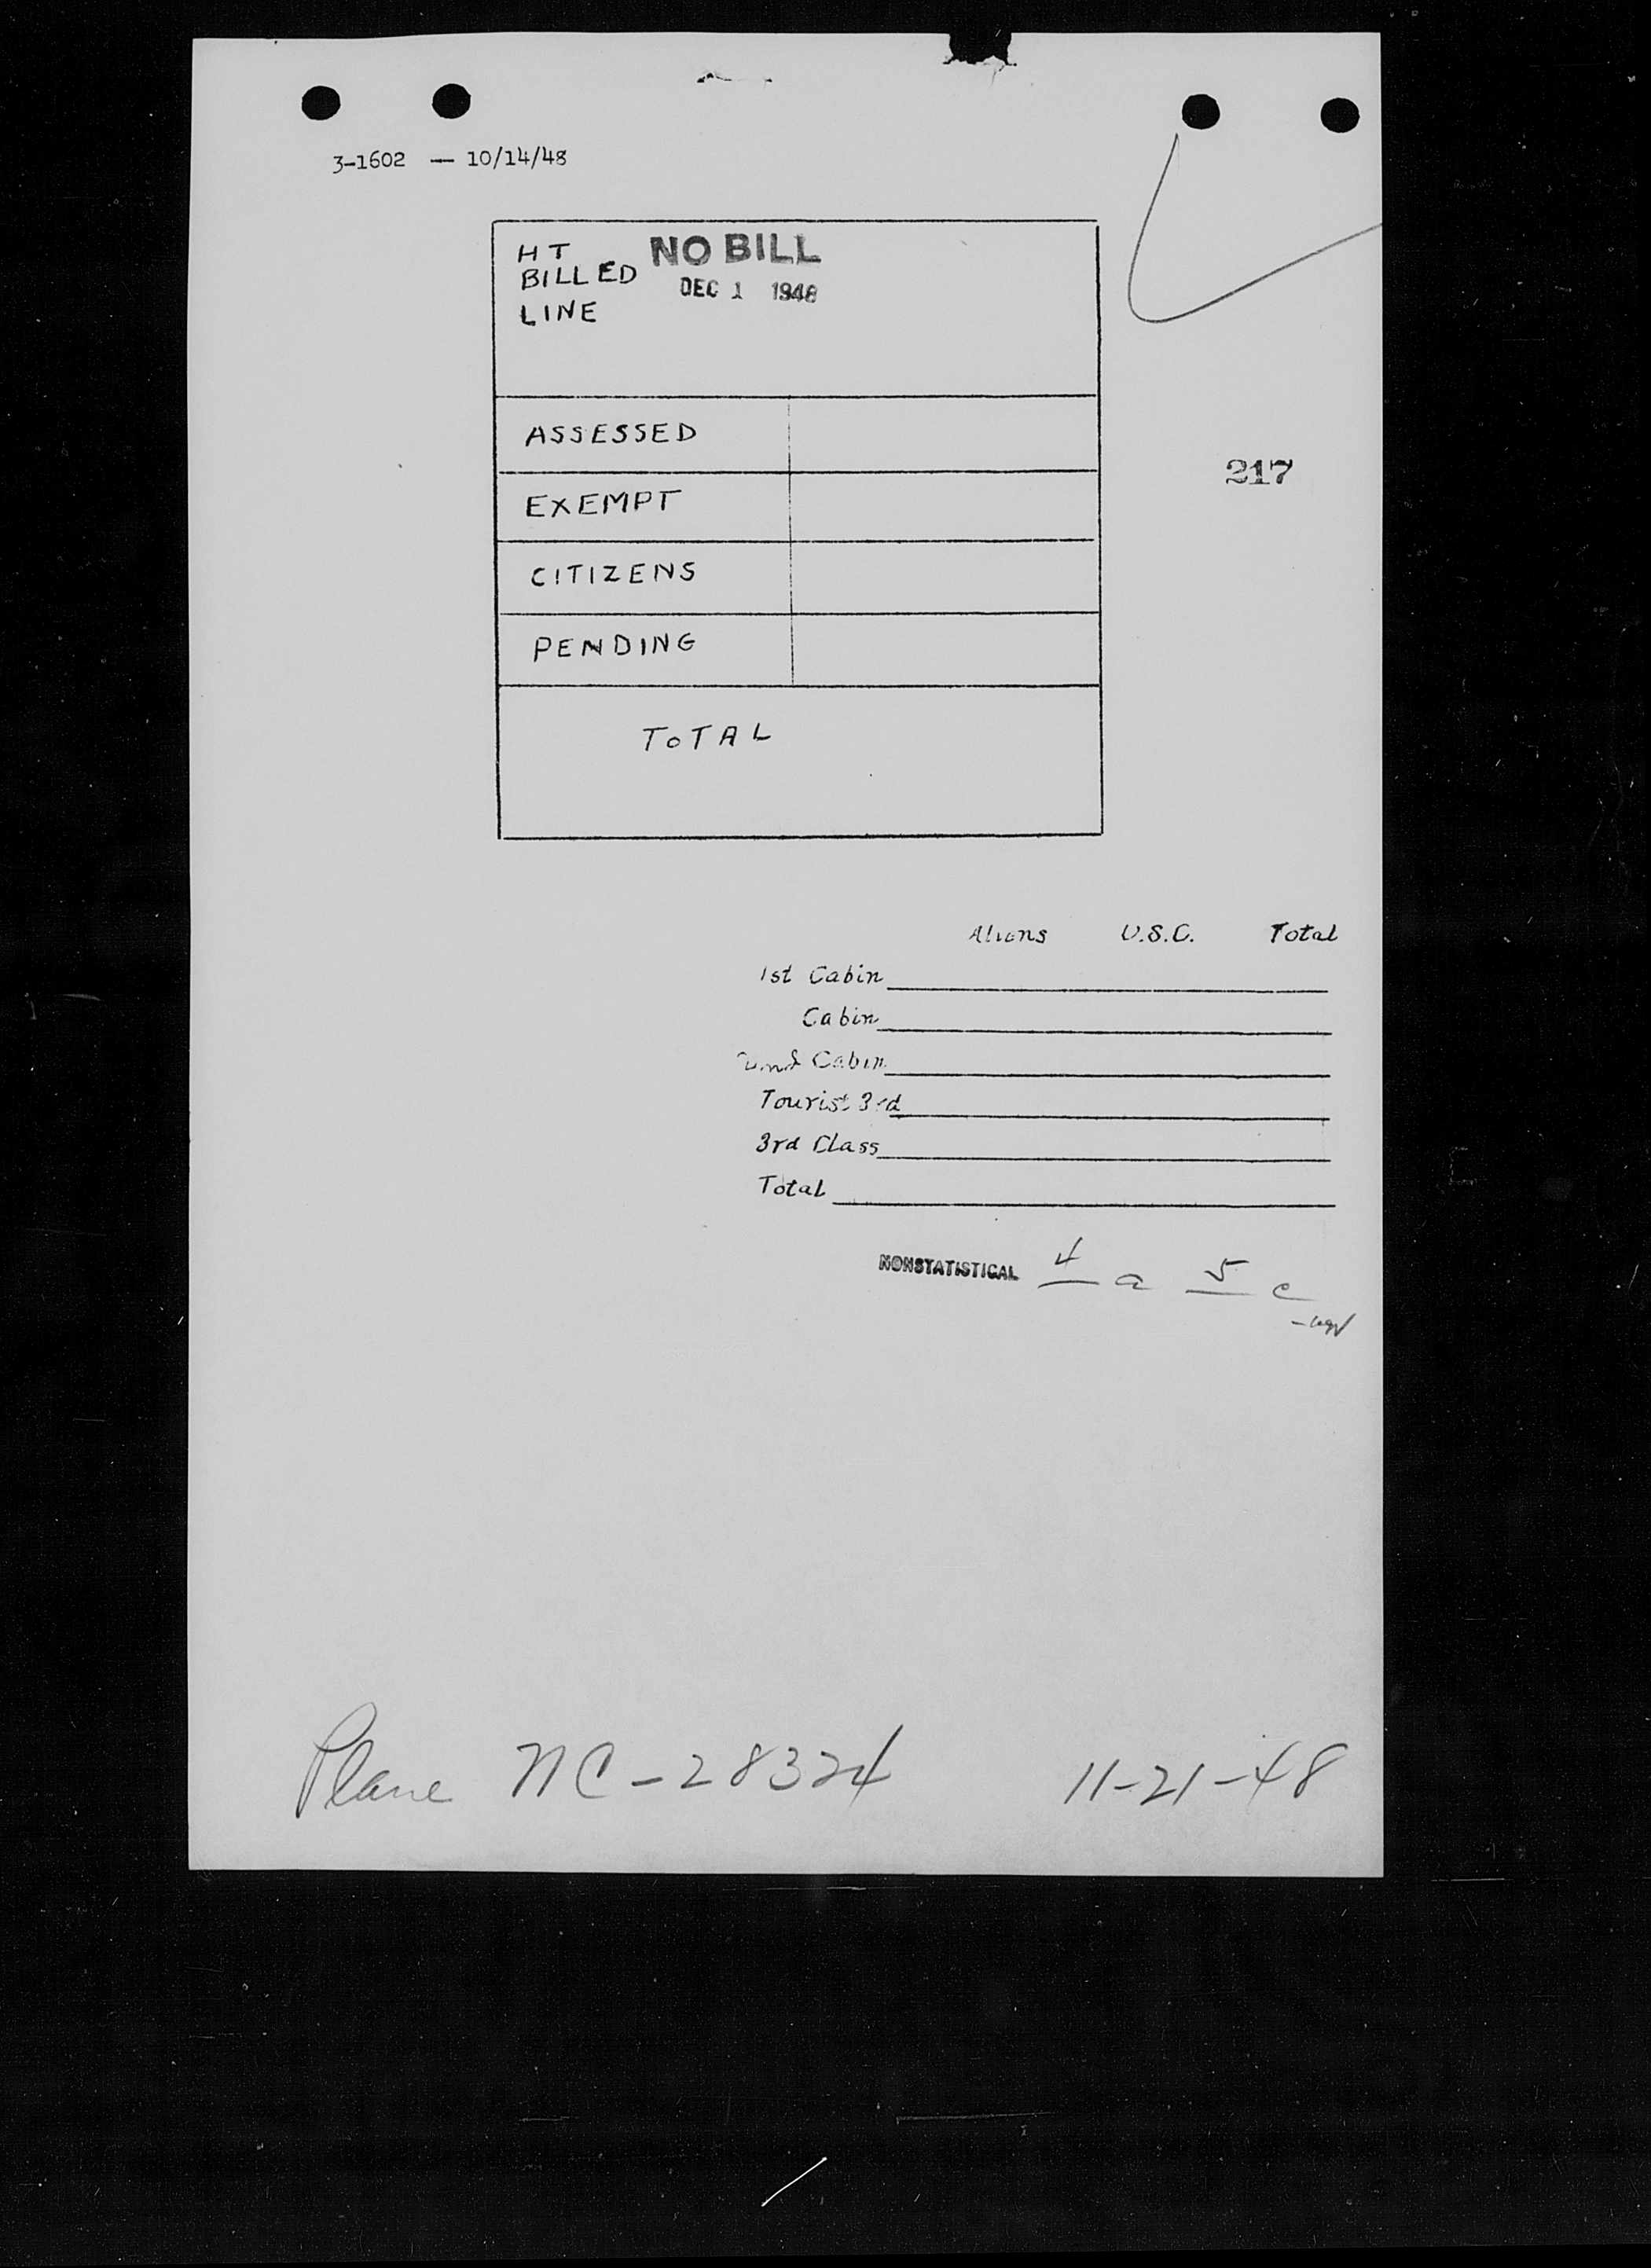 3-1602 — 10/14/48
HT NO BILL
BILLED DEC 1 1948
LINE
ASSESSED
217
EXEMPT
CITIZENS
PENDING
TOTAL
Aliens U.S.C. Total
1st Cabin
Cabin
Cabin
Tourist 3rd
3rd Class
Total
NONSTATISTICAL 4 a 5 c
Plane NC-28324 11-21-48